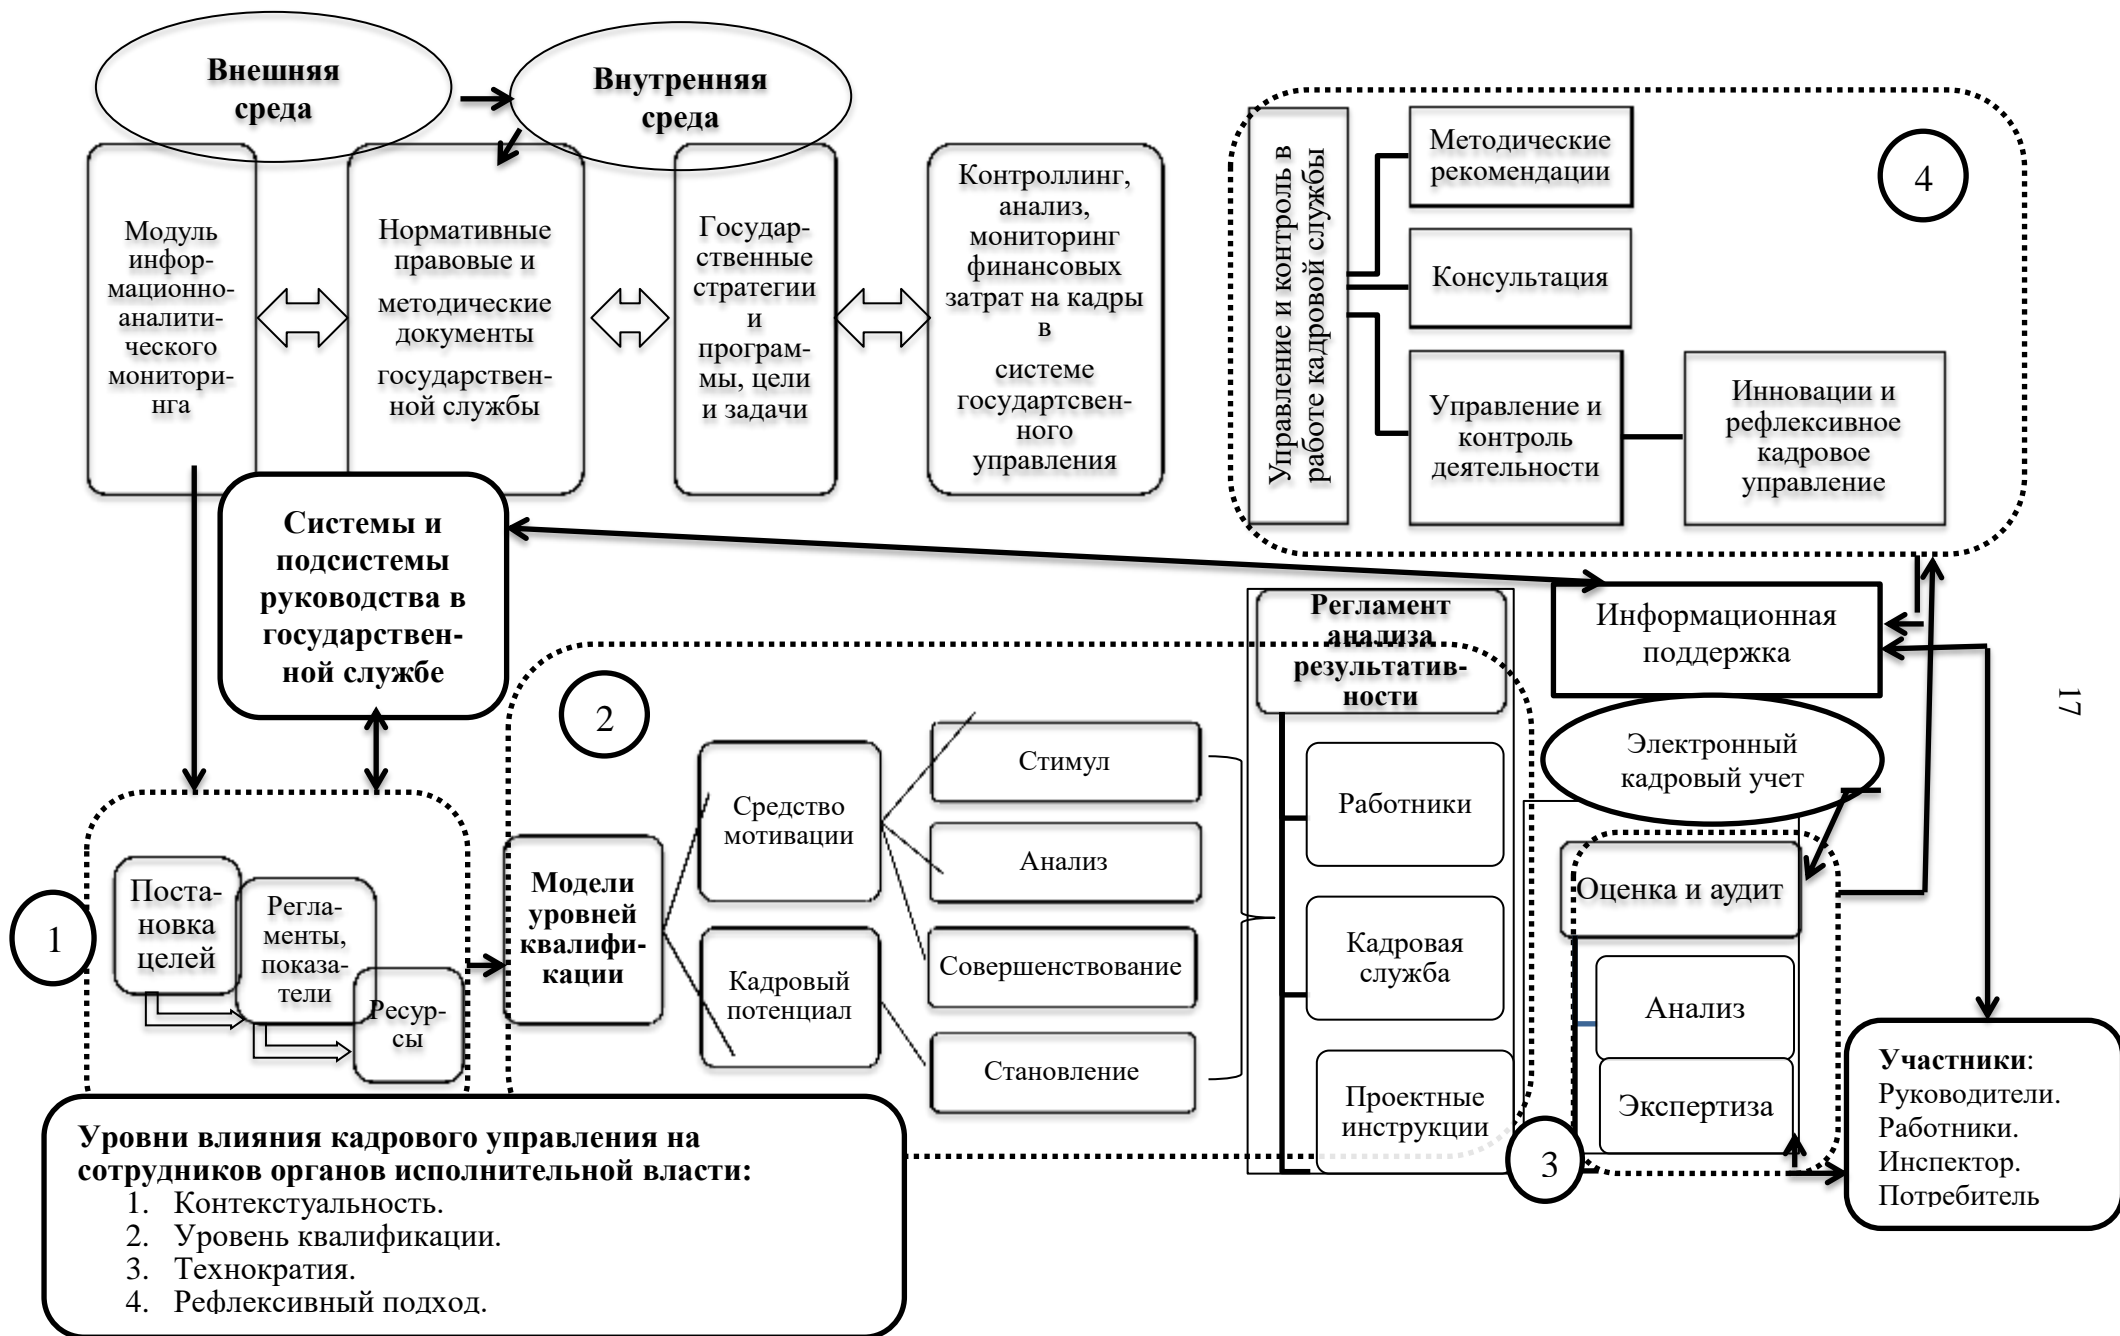 Внешняя
среда
Внутренняя
среда
Модуль
инфор-
мационно-
аналити-
ческого
монитори-
нга
Нормативные
правовые и
методические
документы
государствен-
ной службы
Государ-
ственные
стратегии
и
програм-
мы, цели
и задачи
Контроллинг,
анализ,
мониторинг
финансовых
затрат на кадры
в
системе
государтсвен-
ного
управления
Управление и контроль в
работе кадровой службы
Методические
рекомендации
Консультация
Управление и
контроль
деятельности
Инновации и
рефлексивное
кадровое
управление
4
Системы и
подсистемы
руководства в
государствен-
ной службе
Информационная
поддержка
Электронный
кадровый учет
17
1
Поста-
новка
целей
Регла-
менты,
показа-
тели
Ресур-
сы
2
Модели
уровней
квалифи-
кации
Средство
мотивации
Кадровый
потенциал
Стимул
Анализ
Совершенствование
Становление
Регламент
анализа
результатив-
ности
Работники
Кадровая
служба
Проектные
инструкции
3
Оценка и аудит
Анализ
Экспертиза
Участники:
Руководители.
Работники.
Инспектор.
Потребитель
Уровни влияния кадрового управления на
сотрудников органов исполнительной власти:
1. Контекстуальность.
2. Уровень квалификации.
3. Технократия.
4. Рефлексивный подход.